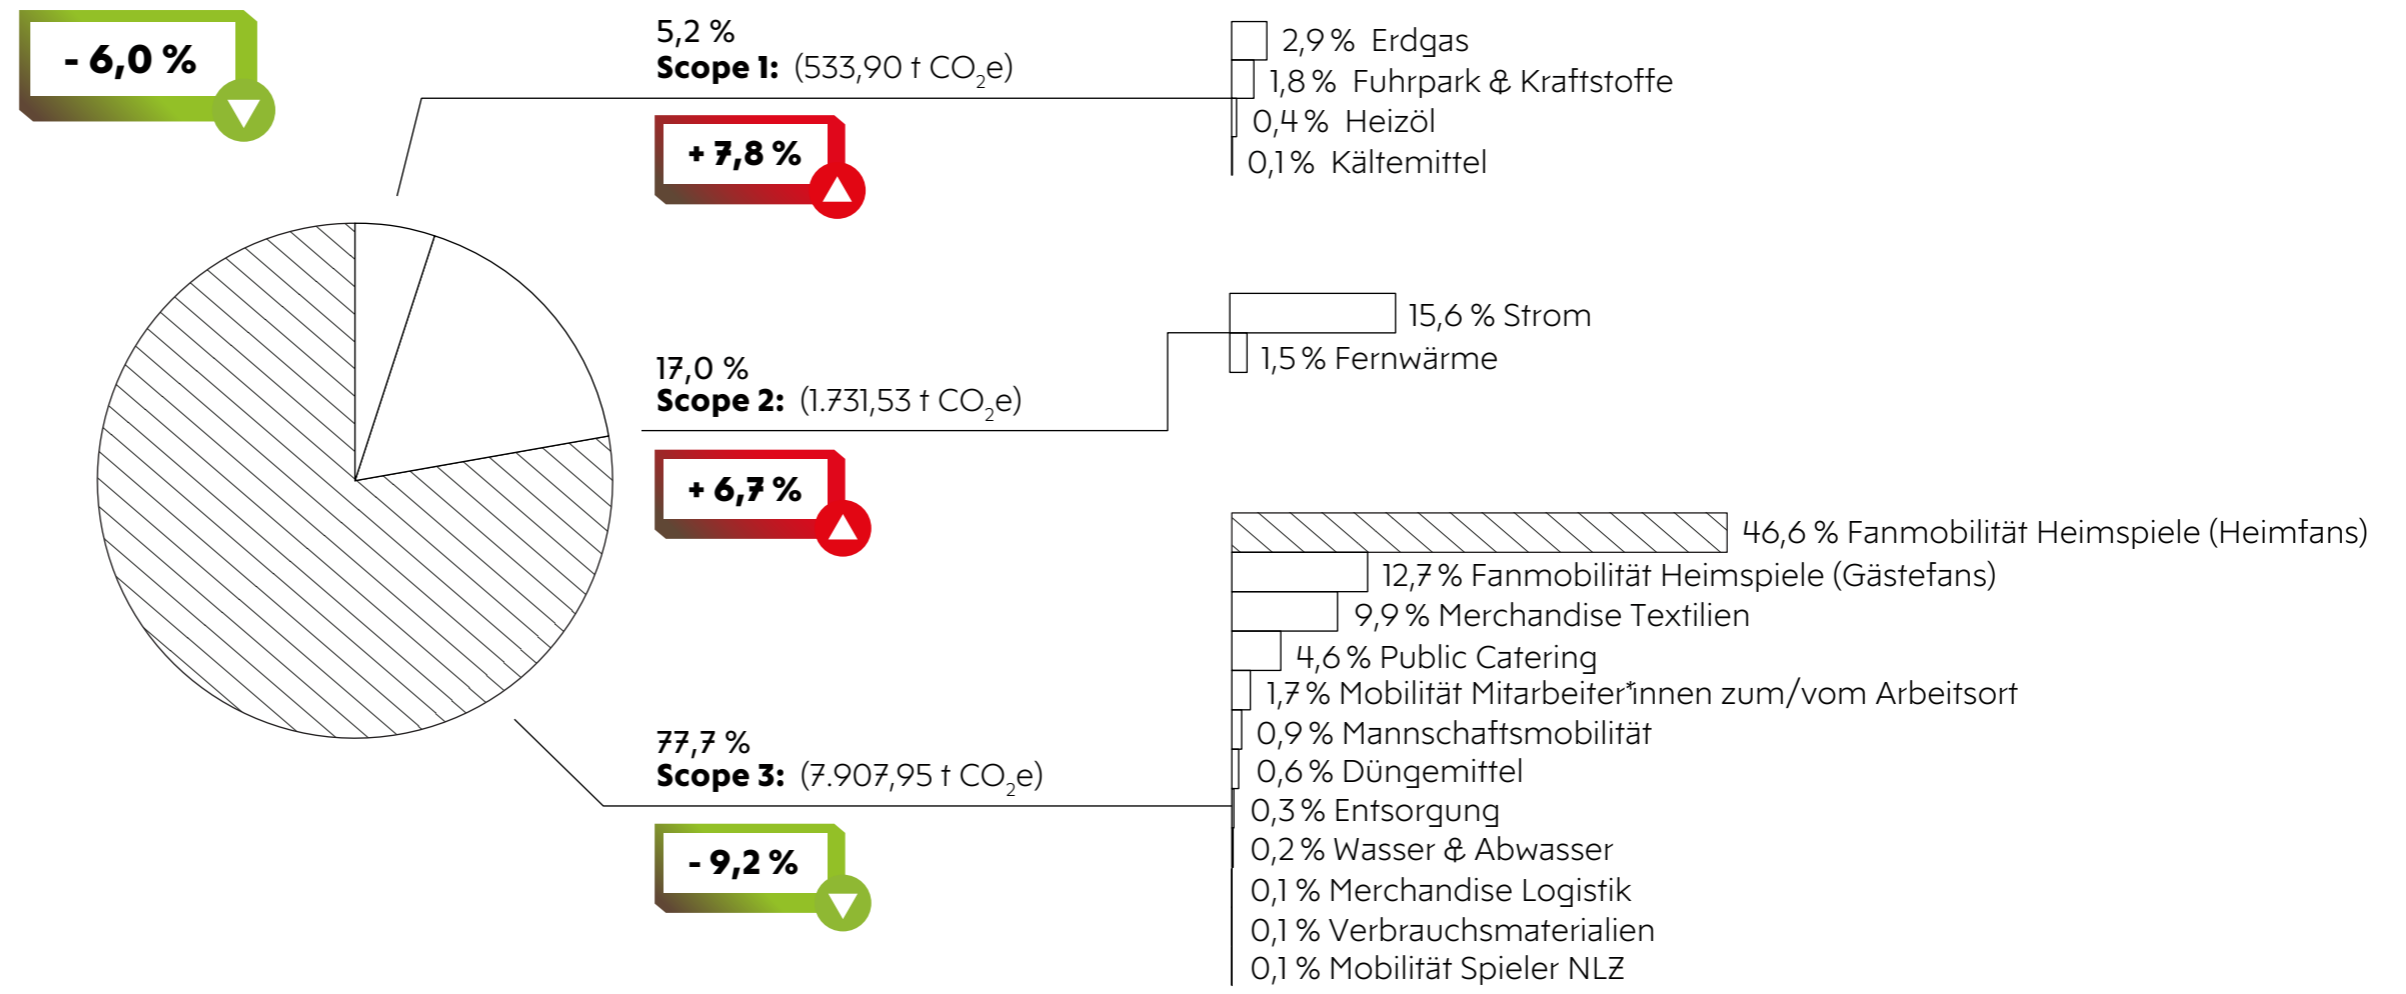 - 6,0 %
5,2 %
Scope 1: (533,90 t CO₂e)
+ 7,8 %
2,9 % Erdgas
1,8 % Fuhrpark & Kraftstoffe
0,4 % Heizöl
0,1 % Kältemittel
17,0 %
Scope 2: (1.731,53 t CO₂e)
+ 6,7 %
15,6 % Strom
1,5 % Fernwärme
77,7 %
Scope 3: (7.907,95 t CO₂e)
- 9,2 %
46,6 % Fanmobilität Heimspiele (Heimfans)
12,7 % Fanmobilität Heimspiele (Gästefans)
9,9 % Merchandise Textilien
4,6 % Public Catering
1,7 % Mobilität Mitarbeiter*innen zum/vom Arbeitsort
0,9 % Mannschaftsmobilität
0,6 % Düngemittel
0,3 % Entsorgung
0,2 % Wasser & Abwasser
0,1 % Merchandise Logistik
0,1 % Verbrauchsmaterialien
0,1 % Mobilität Spieler NLZ